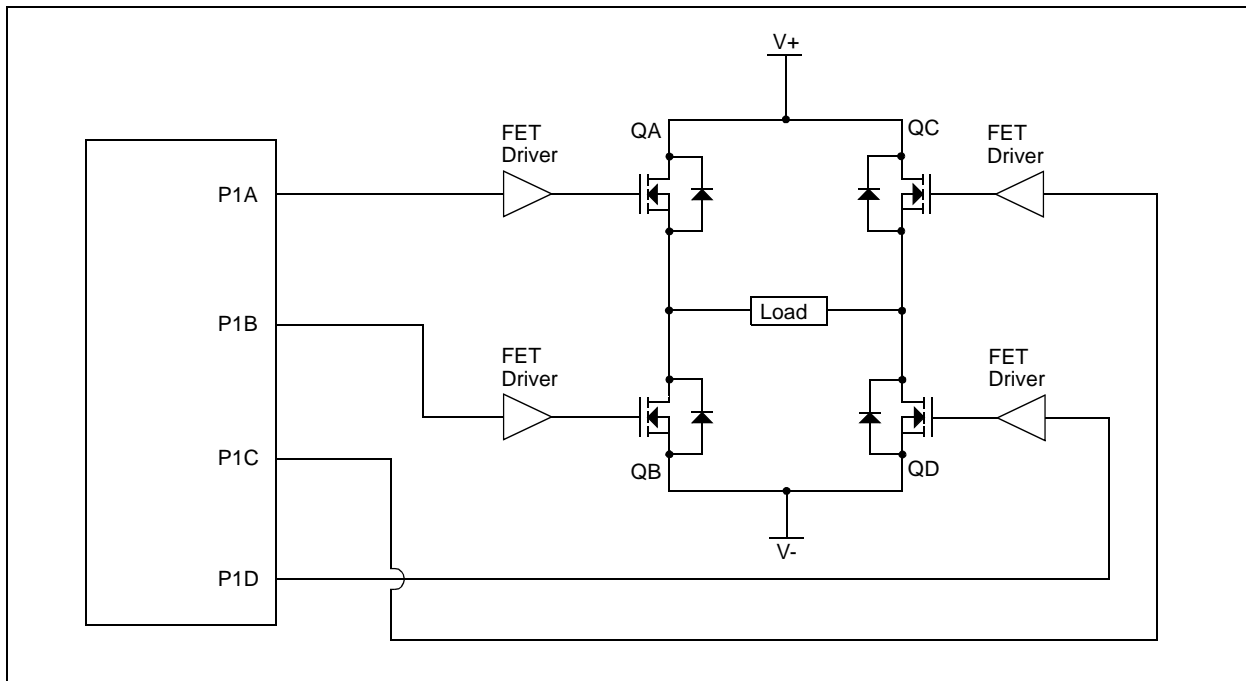 V+
QA
FET
Driver
QC
FET
Driver
P1A
Load
P1B
FET
Driver
FET
Driver
P1C
QB
QD
V-
P1D